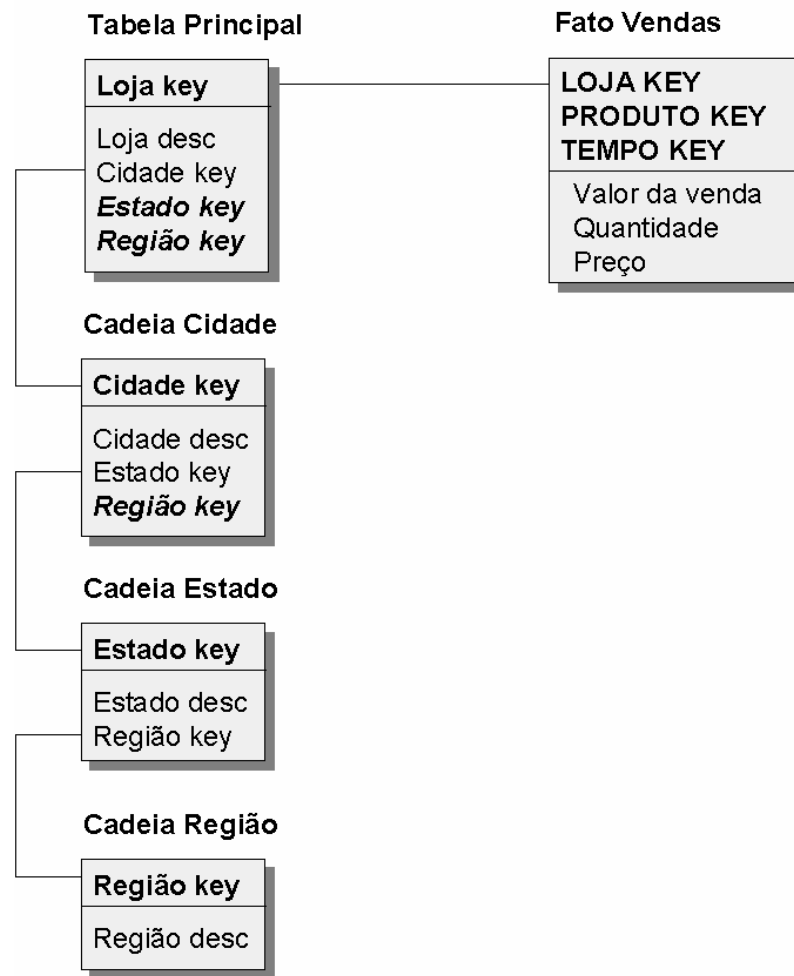 Tabela Principal
Loja key
Loja desc
Cidade key
Estado key
Região key
Fato Vendas
LOJA KEY
PRODUTO KEY
TEMPO KEY
Valor da venda
Quantidade
Preço
Cadeia Cidade
Cidade key
Cidade desc
Estado key
Região key
Cadeia Estado
Estado key
Estado desc
Região key
Cadeia Região
Região key
Região desc